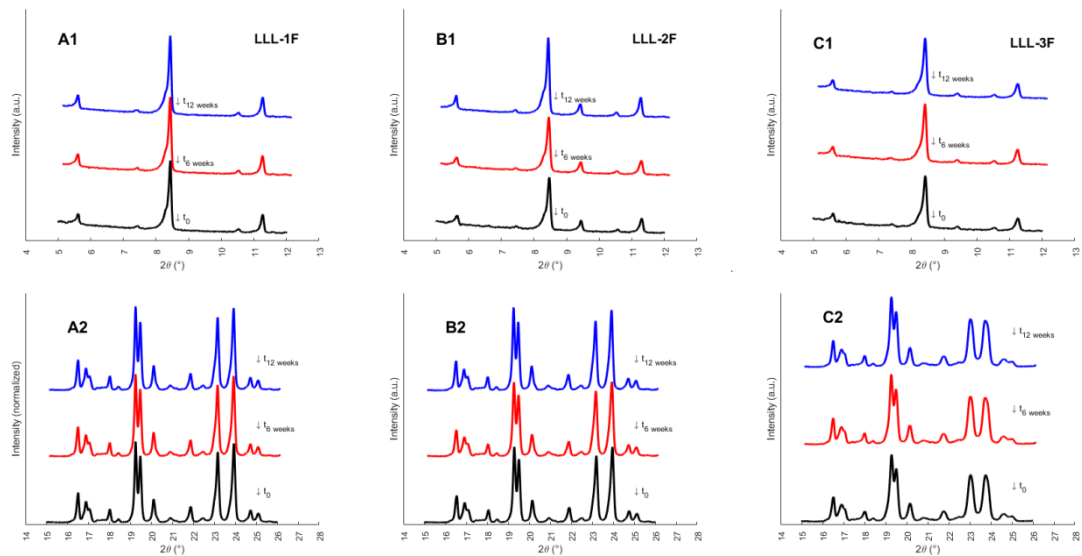 A1
LLL-1F
Intensity (a.u.)
↓ t12 weeks
↓ t6 weeks
↓ t0
4 5 6 7 8 9 10 11 12 13
2θ (°)
B1
LLL-2F
Intensity (a.u.)
↓ t12 weeks
↓ t6 weeks
↓ t0
4 5 6 7 8 9 10 11 12 13
2θ (°)
C1
LLL-3F
Intensity (a.u.)
↓ t12 weeks
↓ t6 weeks
↓ t0
4 5 6 7 8 9 10 11 12 13
2θ (°)
A2
Intensity (normalized)
↓ t12 weeks
↓ t6 weeks
↓ t0
14 15 16 17 18 19 20 21 22 23 24 25 26 27 28
2θ (°)
B2
Intensity (a.u.)
↓ t12 weeks
↓ t6 weeks
↓ t0
14 15 16 17 18 19 20 21 22 23 24 25 26 27 28
2θ (°)
C2
Intensity (a.u.)
↓ t12 weeks
↓ t6 weeks
↓ t0
14 15 16 17 18 19 20 21 22 23 24 25 26 27 28
2θ (°)